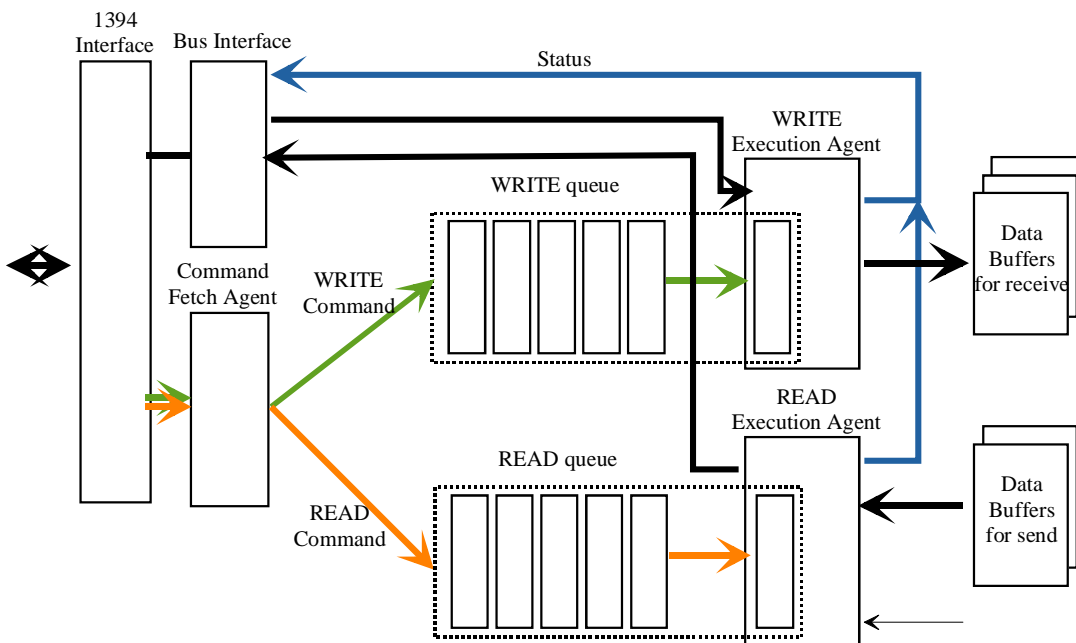 1394
Interface
Bus Interface
Status
WRITE
Execution Agent
WRITE queue
Data
Buffers
for receive
Command
Fetch Agent
WRITE
Command
READ
Execution Agent
READ queue
Data
Buffers
for send
READ
Command